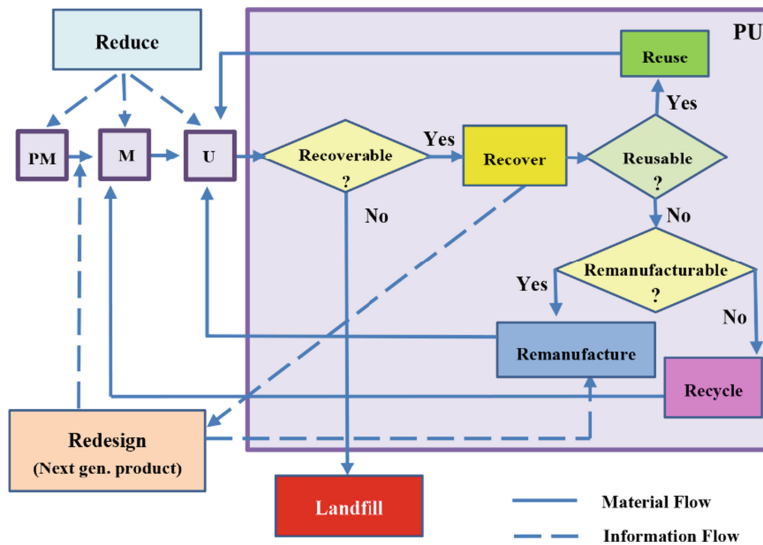 Reduce
PU
Reuse
Yes
PM
M
U
Recoverable
?
Yes
Recover
Reusable
?
No
No
Remanufacturable
?
Yes
No
Remanufacture
Recycle
Redesign
(Next gen. product)
Landfill
Material Flow
Information Flow